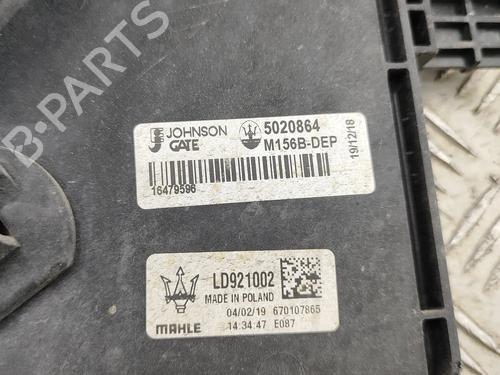 B-PARTS
JOHNSON
GATE
5020864
M156B-DEP
19/12/18
16479596
LD921002
MADE IN POLAND
04/02/19 670107865
14:34:47 E087
MAHLE